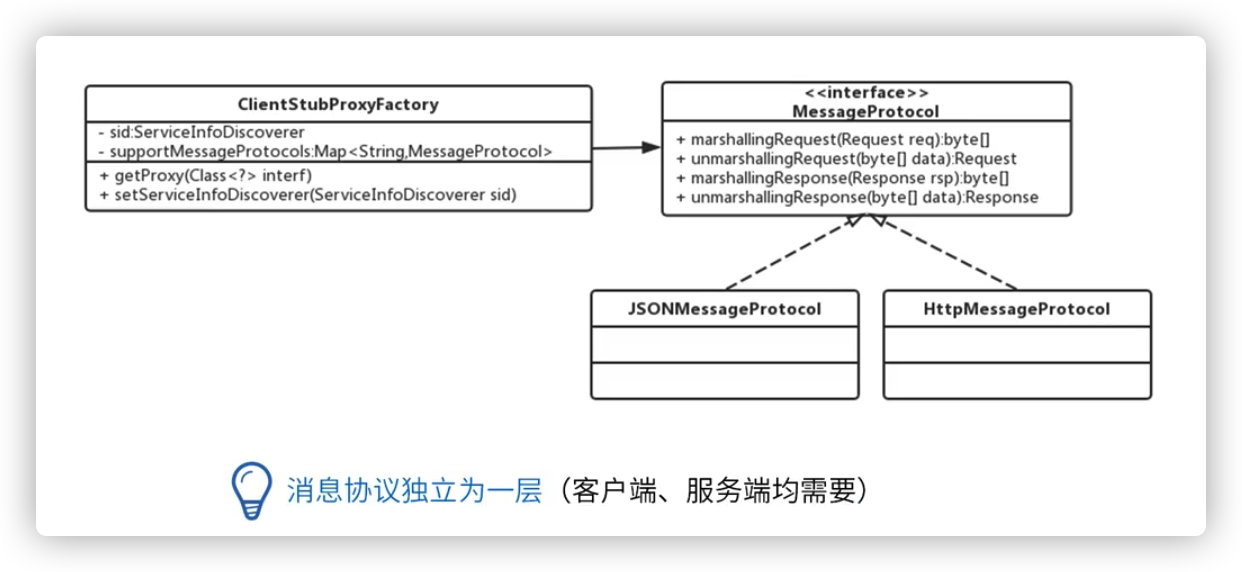 ClientStubProxyFactory
- sid:ServiceInfoDiscoverer
- supportMessageProtocols:Map<String,MessageProtocol>
+ getProxy(Class<?> interf)
+ setServiceInfoDiscoverer(ServiceInfoDiscoverer sid)
<<interface>>
MessageProtocol
+ marshallingRequest(Request req):byte[]
+ unmarshallingRequest(byte[] data):Request
+ marshallingResponse(Response rsp):byte[]
+ unmarshallingResponse(byte[] data):Response
JSONMessageProtocol
HttpMessageProtocol
消息协议独立为一层（客户端、服务端均需要）